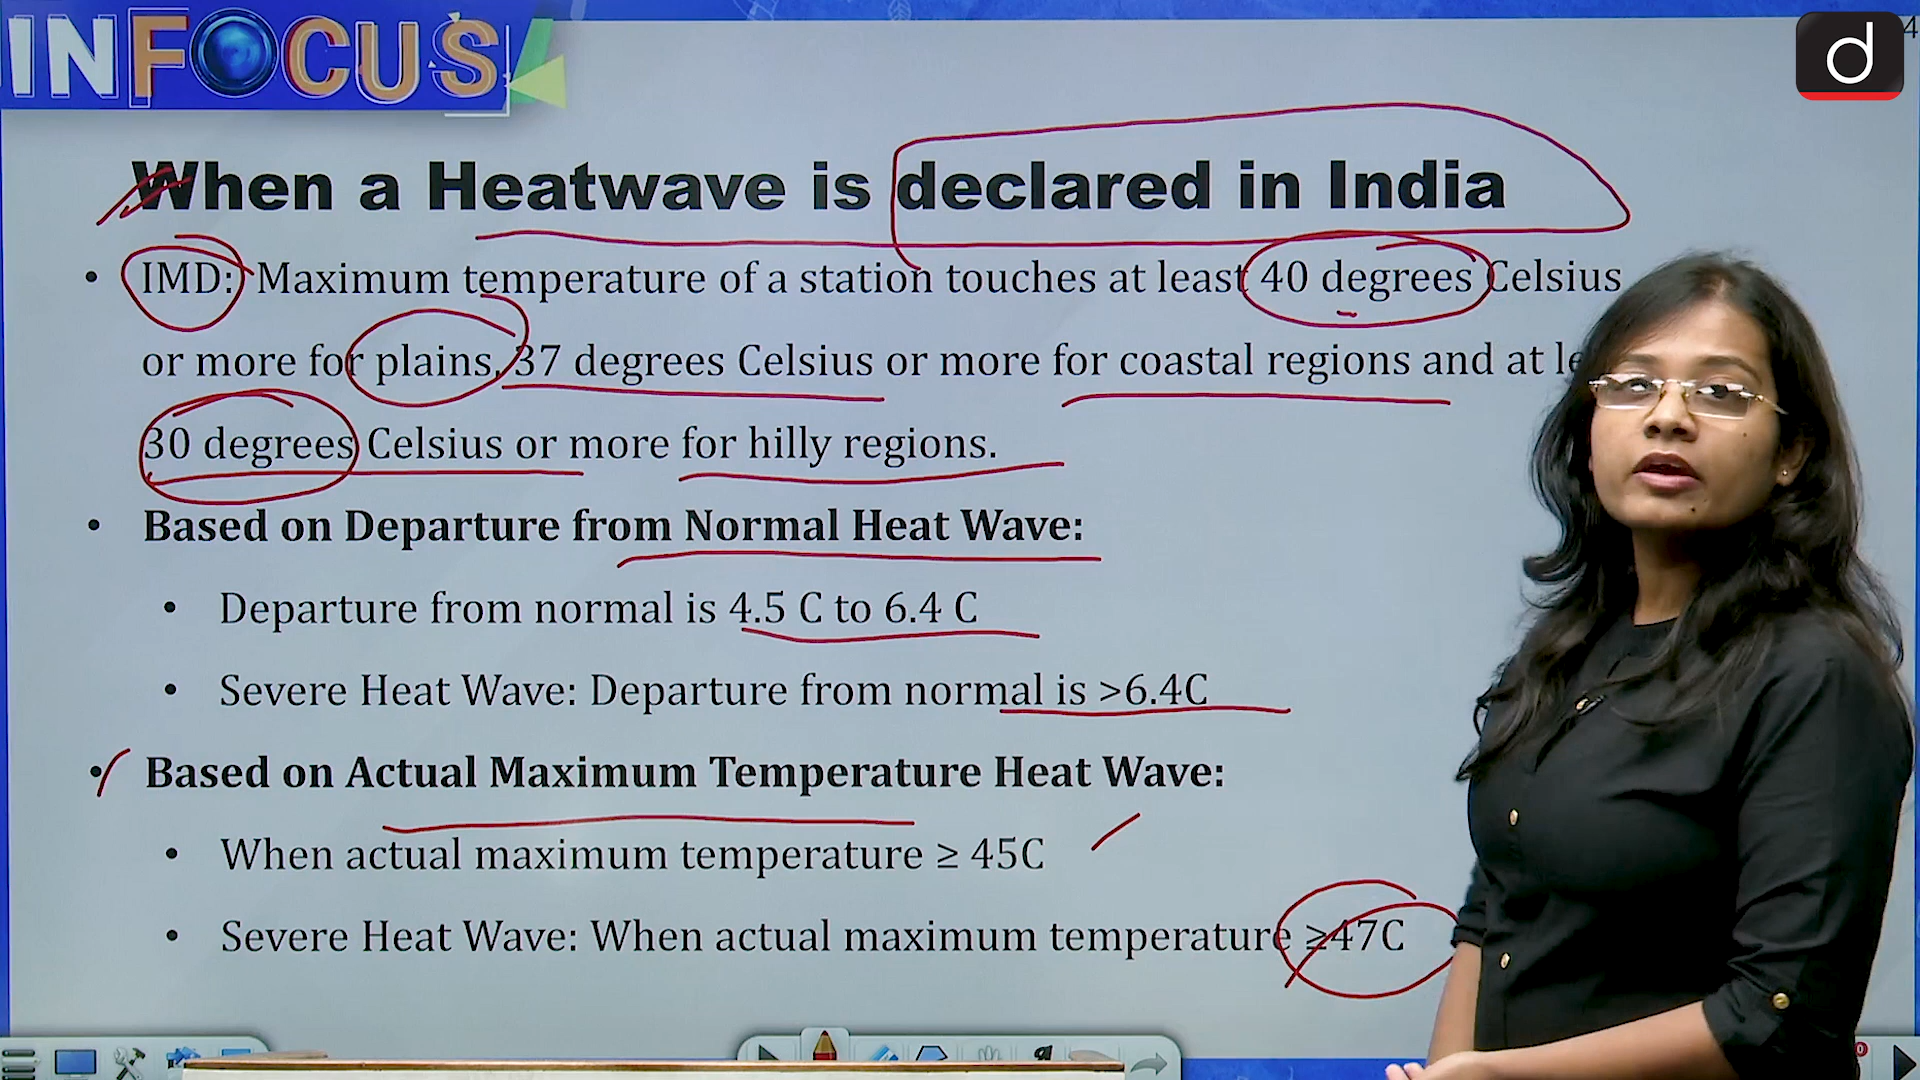 INFOCUS
d
4
When a Heatwave is declared in India
• IMD: Maximum temperature of a station touches at least 40 degrees Celsius
or more for plains, 37 degrees Celsius or more for coastal regions and at le
30 degrees Celsius or more for hilly regions.
• Based on Departure from Normal Heat Wave:
• Departure from normal is 4.5 C to 6.4 C
• Severe Heat Wave: Departure from normal is >6.4C
• Based on Actual Maximum Temperature Heat Wave:
• When actual maximum temperature ≥ 45C
• Severe Heat Wave: When actual maximum temperature ≥47C